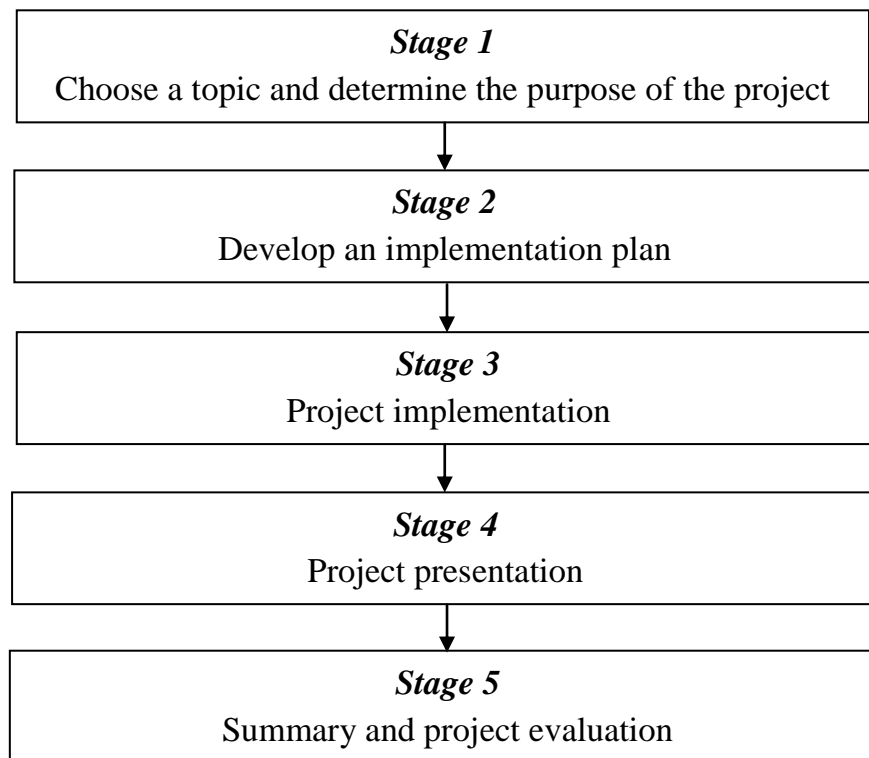 Stage 1
Choose a topic and determine the purpose of the project
Stage 2
Develop an implementation plan
Stage 3
Project implementation
Stage 4
Project presentation
Stage 5
Summary and project evaluation